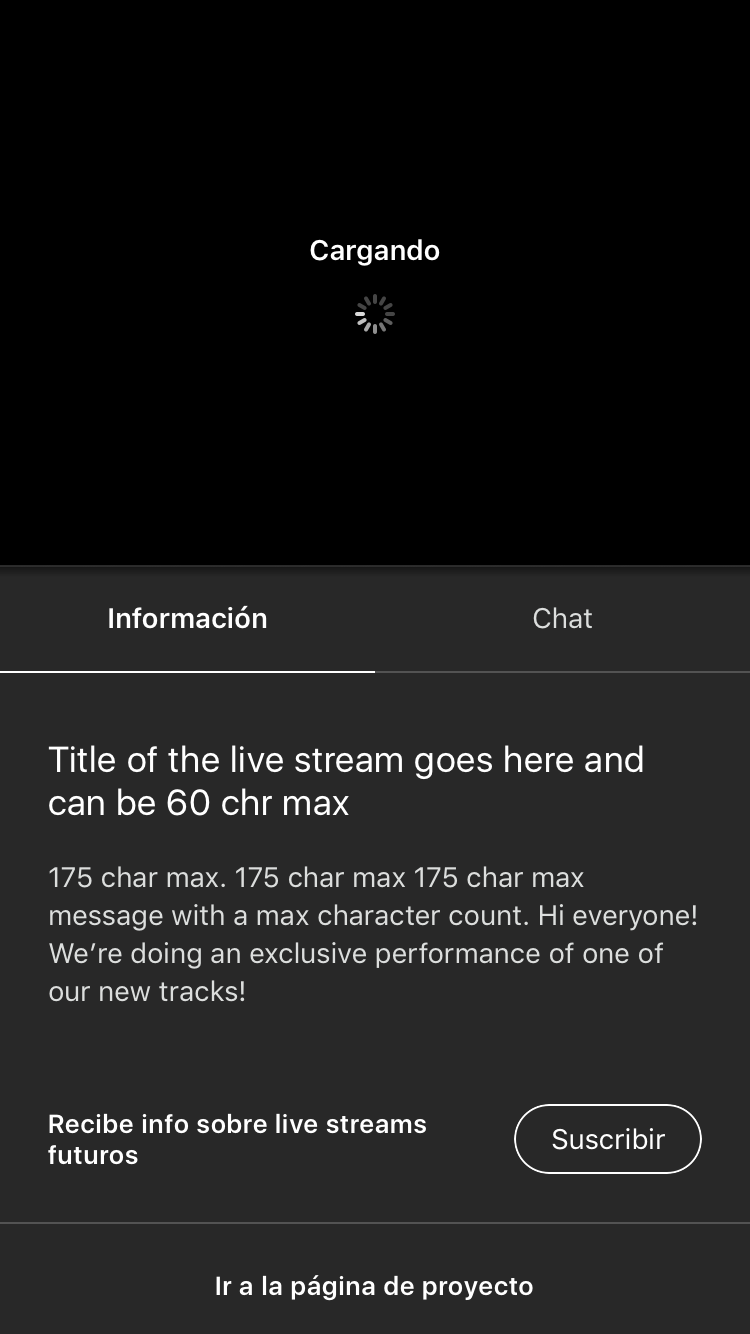 Cargando
Información
Chat
Title of the live stream goes here and
can be 60 chr max
175 char max. 175 char max 175 char max
message with a max character count. Hi everyone!
We’re doing an exclusive performance of one of
our new tracks!
Recibe info sobre live streams
futuros
Suscribir
Ir a la página de proyecto